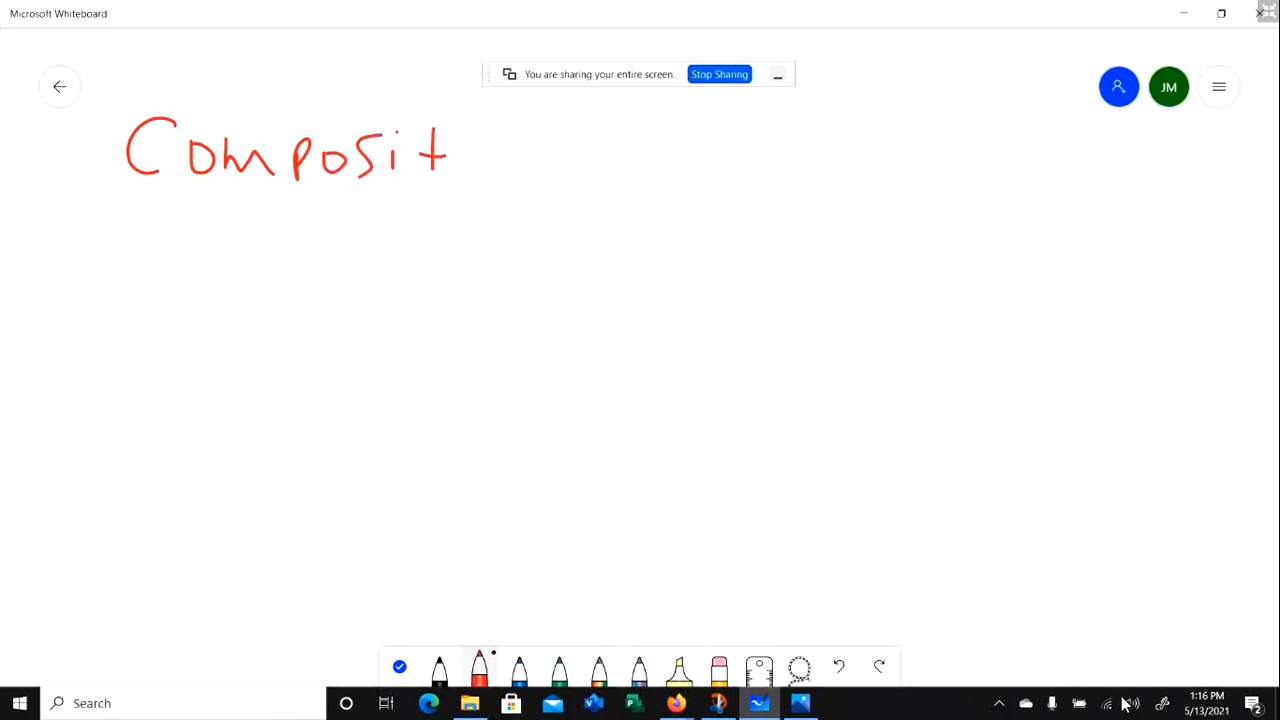 Microsoft Whiteboard
You are sharing your entire screen. Stop Sharing
JM
Composit
Search
1:16 PM
5/13/2021
2